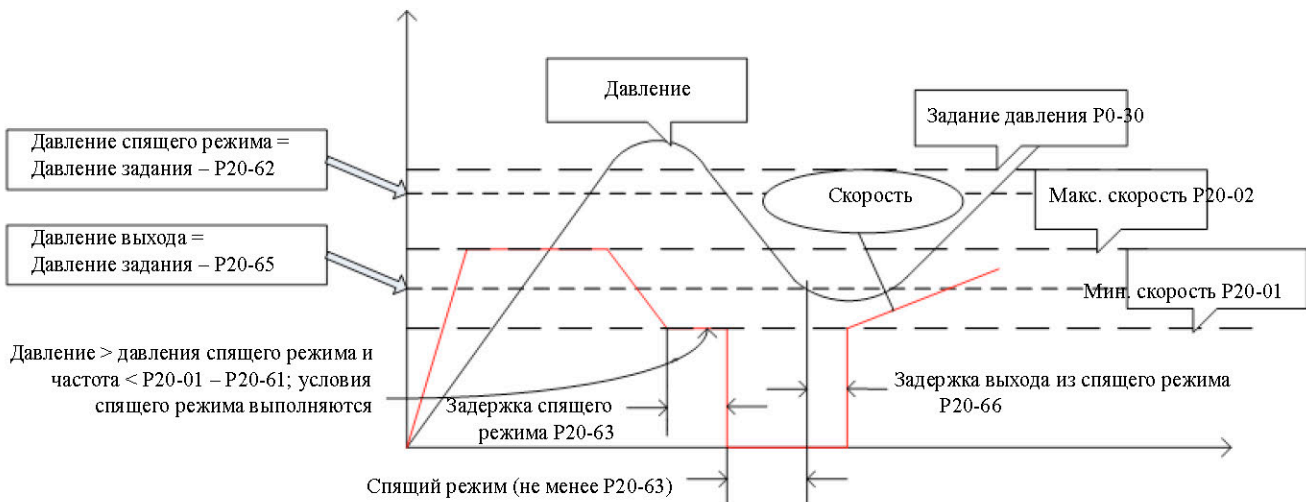 Давление
Задание давления P0-30
Давление спящего режима =
Давление задания – P20-62
Скорость
Макс. скорость P20-02
Давление выхода =
Давление задания – P20-65
Мин. скорость P20-01
Давление > давления спящего режима и
частота < P20-01 – P20-61; условия
спящего режима выполняются
Задержка спящего
режима P20-63
Задержка выхода из спящего режима
P20-66
Спящий режим (не менее P20-63)